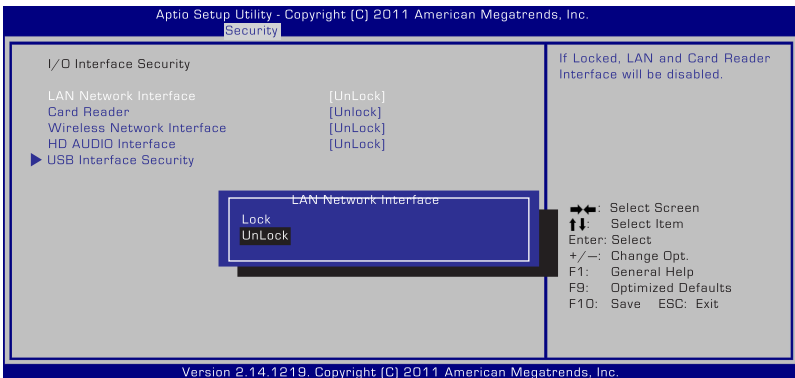 Aptio Setup Utility - Copyright (C) 2011 American Megatrends, Inc.
Security
I/O Interface Security
LAN Network Interface [UnLock]
Card Reader [Unlock]
Wireless Network Interface [UnLock]
HD AUDIO Interface [UnLock]
USB Interface Security
LAN Network Interface
Lock
UnLock
If Locked, LAN and Card Reader
Interface will be disabled.
➡⬅: Select Screen
⬆⬇: Select Item
Enter: Select
+/—: Change Opt.
F1: General Help
F9: Optimized Defaults
F10: Save ESC: Exit
Version 2.14.1219. Copyright (C) 2011 American Megatrends, Inc.